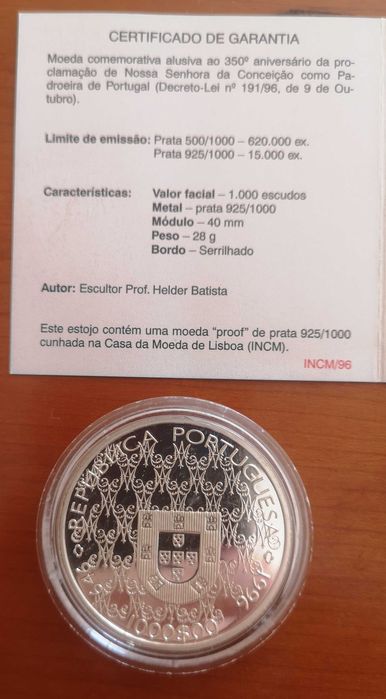 CERTIFICADO DE GARANTIA
Moeda comemorativa alusiva ao 350º aniversário da pro-
clamação de Nossa Senhora da Conceição como Pa-
droeira de Portugal (Decreto-Lei nº 191/96, de 9 de Ou-
tubro).
Limite de emissão: Prata 500/1000 – 620.000 ex.
Prata 925/1000 – 15.000 ex.
Características: Valor facial – 1.000 escudos
Metal – prata 925/1000
Módulo – 40 mm
Peso – 28 g
Bordo – Serrilhado
Autor: Escultor Prof. Helder Batista
Este estojo contém uma moeda "proof" de prata 925/1000
cunhada na Casa da Moeda de Lisboa (INCM).
INCM/96
REPÚBLICA PORTUGUESA
1000$00
1996